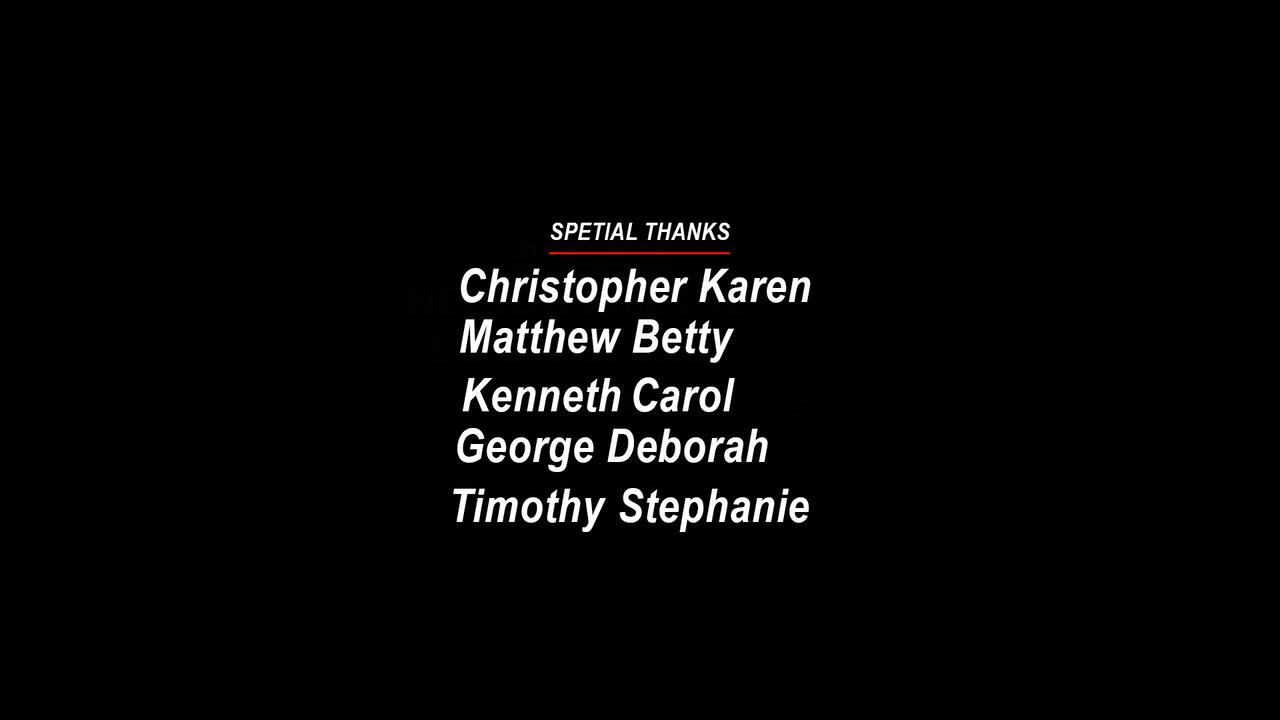 SPETIAL THANKS
Christopher Karen
Matthew Betty
Kenneth Carol
George Deborah
Timothy Stephanie